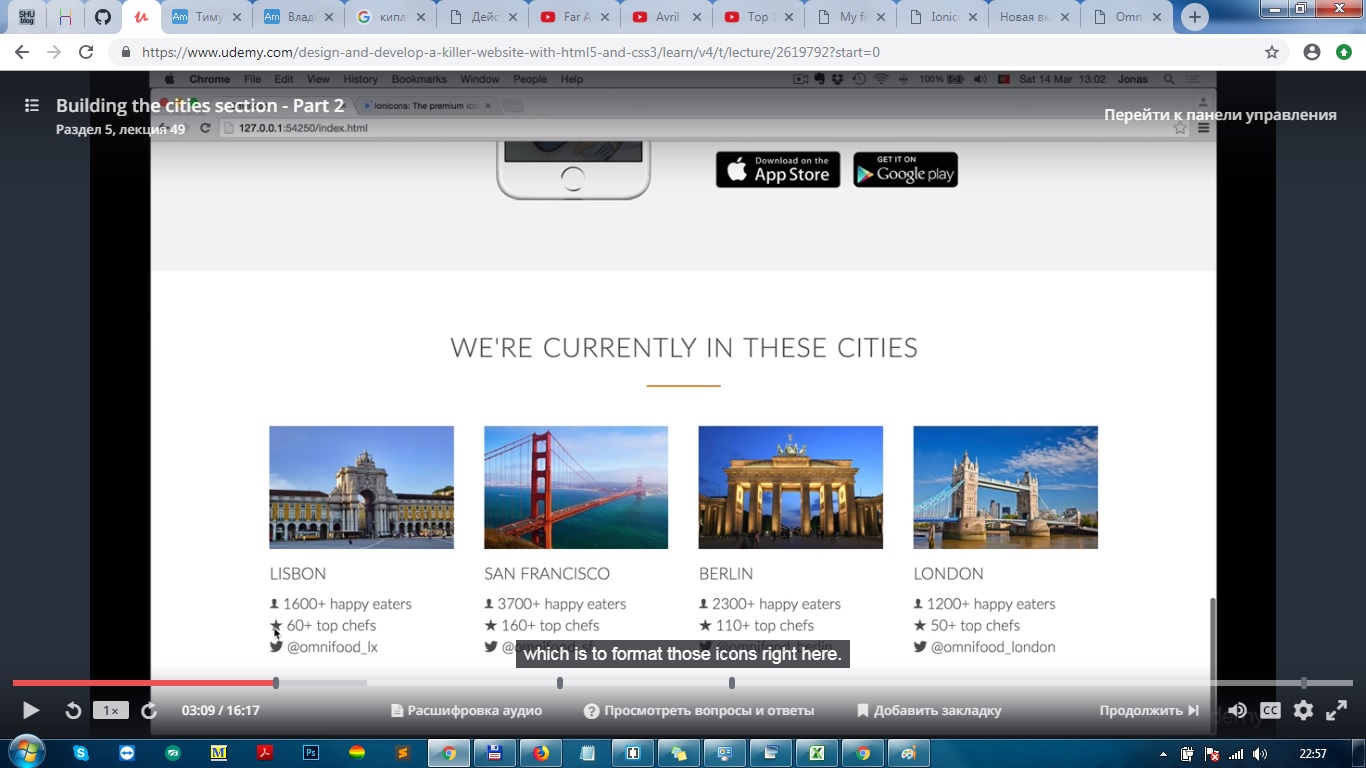 SHU blog
Тиму
Влад
кипл
Дейс
Far A
Avril
Top 1
My fi
Ionic
Новая вк
Omn
https://www.udemy.com/design-and-develop-a-killer-website-with-html5-and-css3/learn/v4/t/lecture/2619792?start=0
Chrome File Edit View History Bookmarks Window People Help
100% Sat 14 Mar 13:02 Jonas
Building the cities section - Part 2
Ionicons: The premium ico
Раздел 5, лекция 49
Перейти к панели управления
127.0.0.1:54250/index.html
Download on the App Store
GET IT ON Google play
WE'RE CURRENTLY IN THESE CITIES
LISBON
1600+ happy eaters
60+ top chefs
@omnifood_lx
SAN FRANCISCO
3700+ happy eaters
160+ top chefs
BERLIN
2300+ happy eaters
110+ top chefs
LONDON
1200+ happy eaters
50+ top chefs
@omnifood_london
which is to format those icons right here.
1×
03:09 / 16:17
Расшифровка аудио
Просмотреть вопросы и ответы
Добавить закладку
Продолжить
CC
22:57